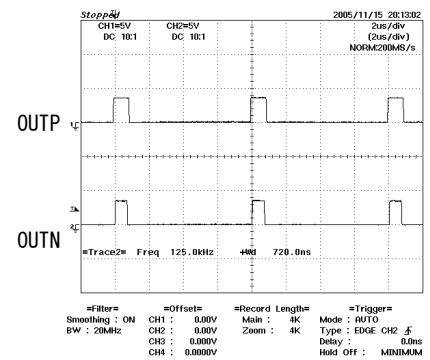 Stopped 2005/11/15 20:13:02
CH1=5V CH2=5V 2us/div
DC 10:1 DC 10:1 (2us/div)
NORM:200MS/s
OUTP
OUTN
=Trace2= Freq 125.0kHz +Wd 720.0ns
=Filter= =Offset= =Record Length= =Trigger=
Smoothing : ON CH1 : 0.00V Main : 4K Mode : AUTO
BW : 20MHz CH2 : 0.00V Zoom : 4K Type : EDGE CH2
CH3 : 0.00V Delay : 0.0ns
CH4 : 0.0000V Hold Off : MINIMUM